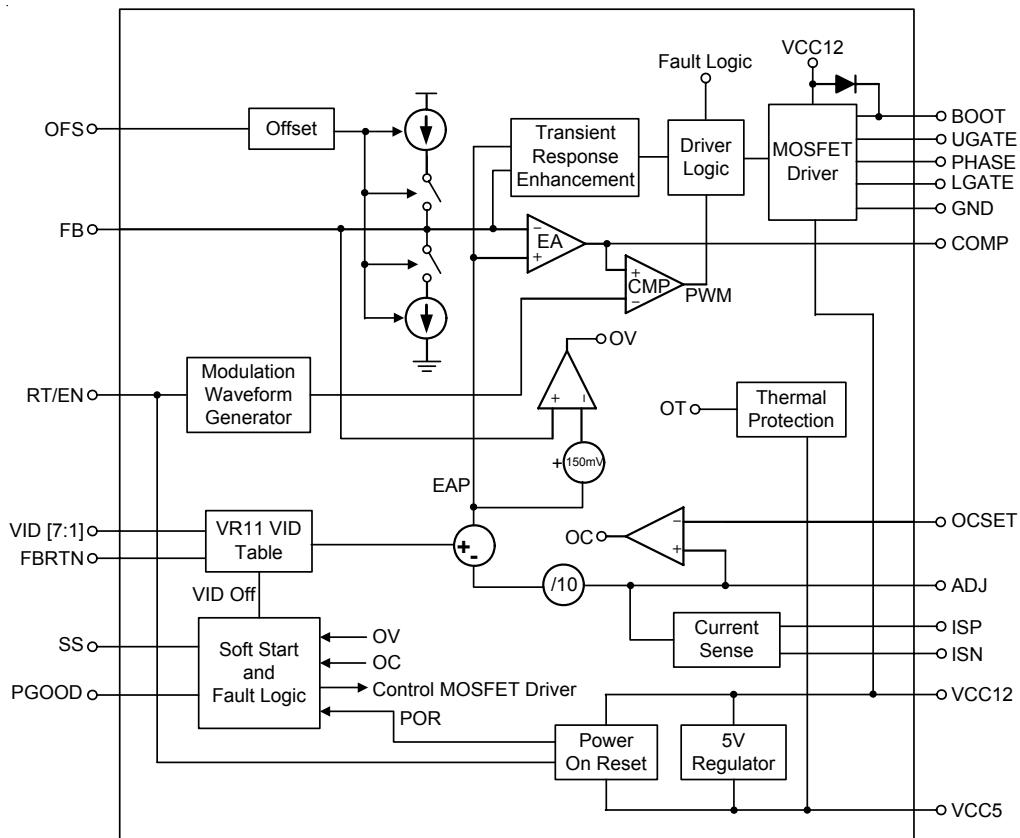 VCC12
Fault Logic
BOOT
OFS
Offset
Transient
Response
Enhancement
Driver
Logic
MOSFET
Driver
UGATE
PHASE
LGATE
GND
FB
−
EA
+
COMP
+
CMP
−
PWM
OV
Modulation
Waveform
Generator
RT/EN
+
−
OT
Thermal
Protection
+
150mV
EAP
VID [7:1]
FBRTN
VR11 VID
Table
+
-
OC
−
+
OCSET
/10
ADJ
VID Off
SS
PGOOD
Soft Start
and
Fault Logic
OV
OC
Control MOSFET Driver
POR
Current
Sense
ISP
ISN
VCC12
Power
On Reset
5V
Regulator
VCC5